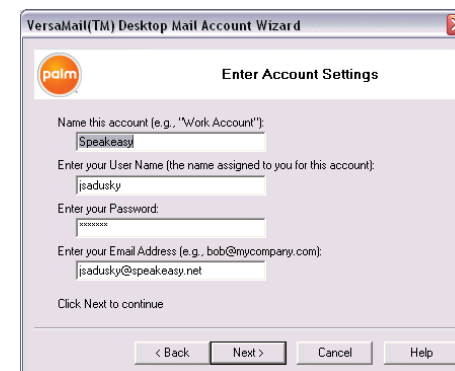 VersaMail(TM) Desktop Mail Account Wizard
palm
Enter Account Settings
Name this account (e.g., "Work Account"):
Speakeasy
Enter your User Name (the name assigned to you for this account):
jsadusky
Enter your Password:
×××××××
Enter your Email Address (e.g., bob@mycompany.com):
jsadusky@speakeasy.net
Click Next to continue
< Back
Next >
Cancel
Help